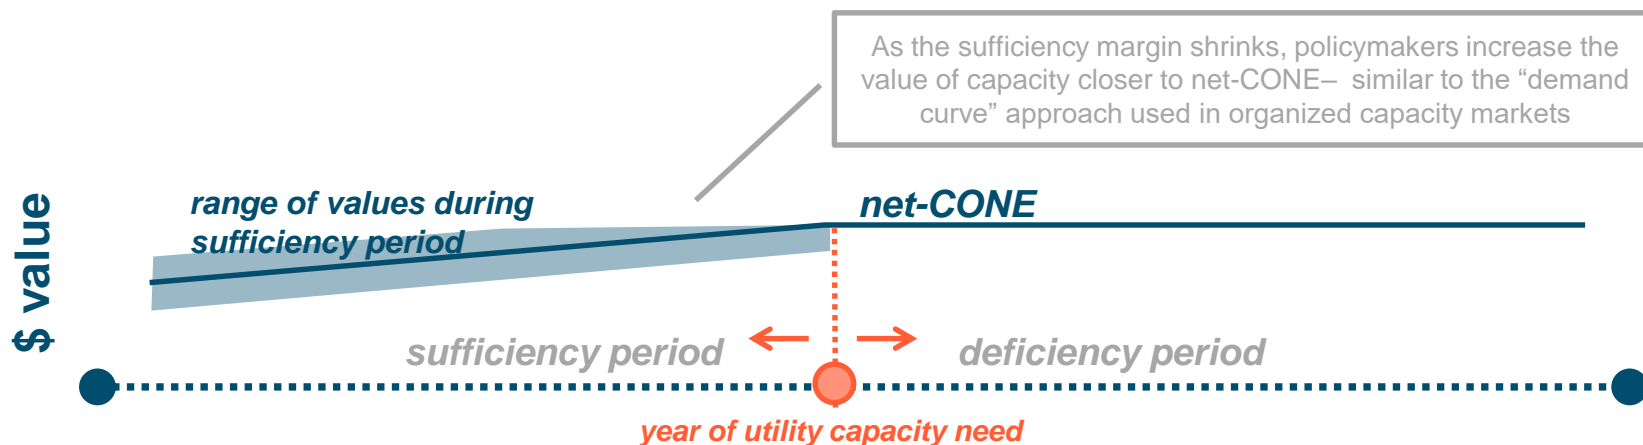 As the sufficiency margin shrinks, policymakers increase the
value of capacity closer to net-CONE– similar to the “demand
curve” approach used in organized capacity markets
$ value
range of values during
sufficiency period
net-CONE
sufficiency period
deficiency period
year of utility capacity need